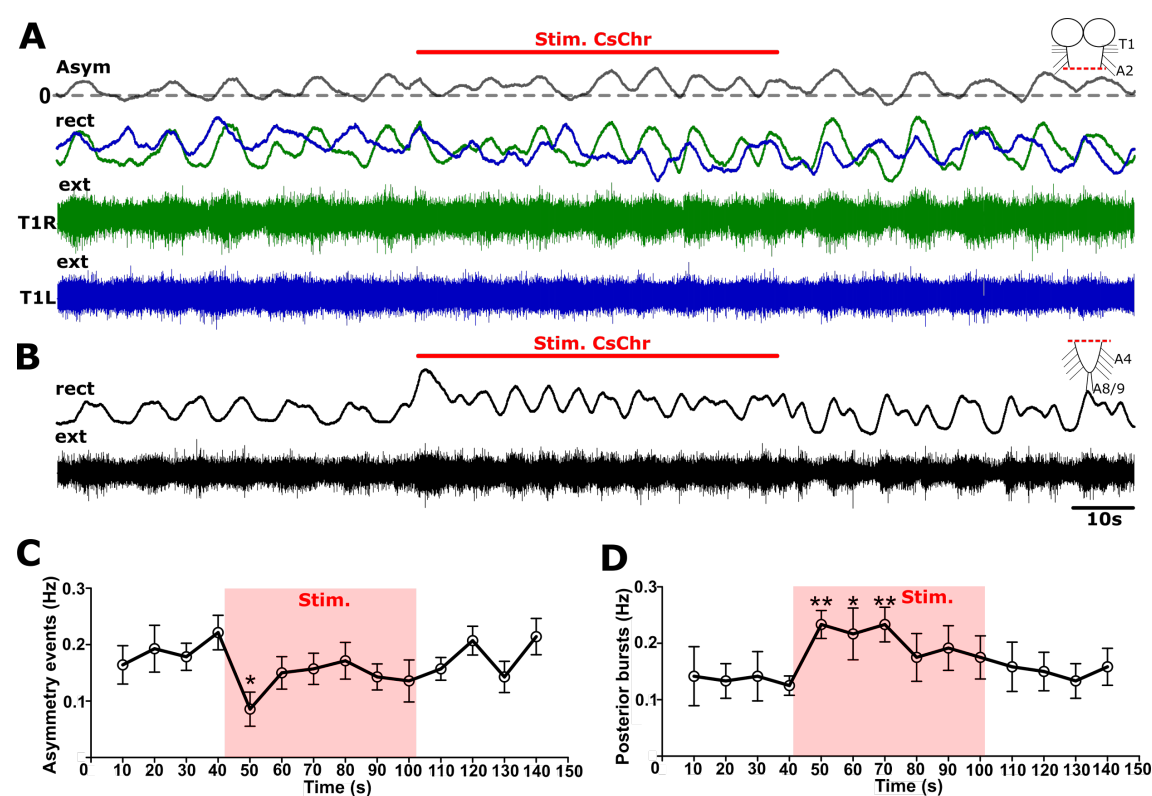 A
Stim. CsChr
T1
A2
Asym
0
rect
ext
T1R
ext
T1L
B
Stim. CsChr
A4
A8/9
rect
ext
10s
C
Asymmetry events (Hz)
0.3
0.2
0.1
Stim.
*
0 10 20 30 40 50 60 70 80 90 100 110 120 130 140 150
Time (s)
D
Posterior bursts (Hz)
0.3
0.2
0.1
** * ** Stim.
0 10 20 30 40 50 60 70 80 90 100 110 120 130 140 150
Time (s)